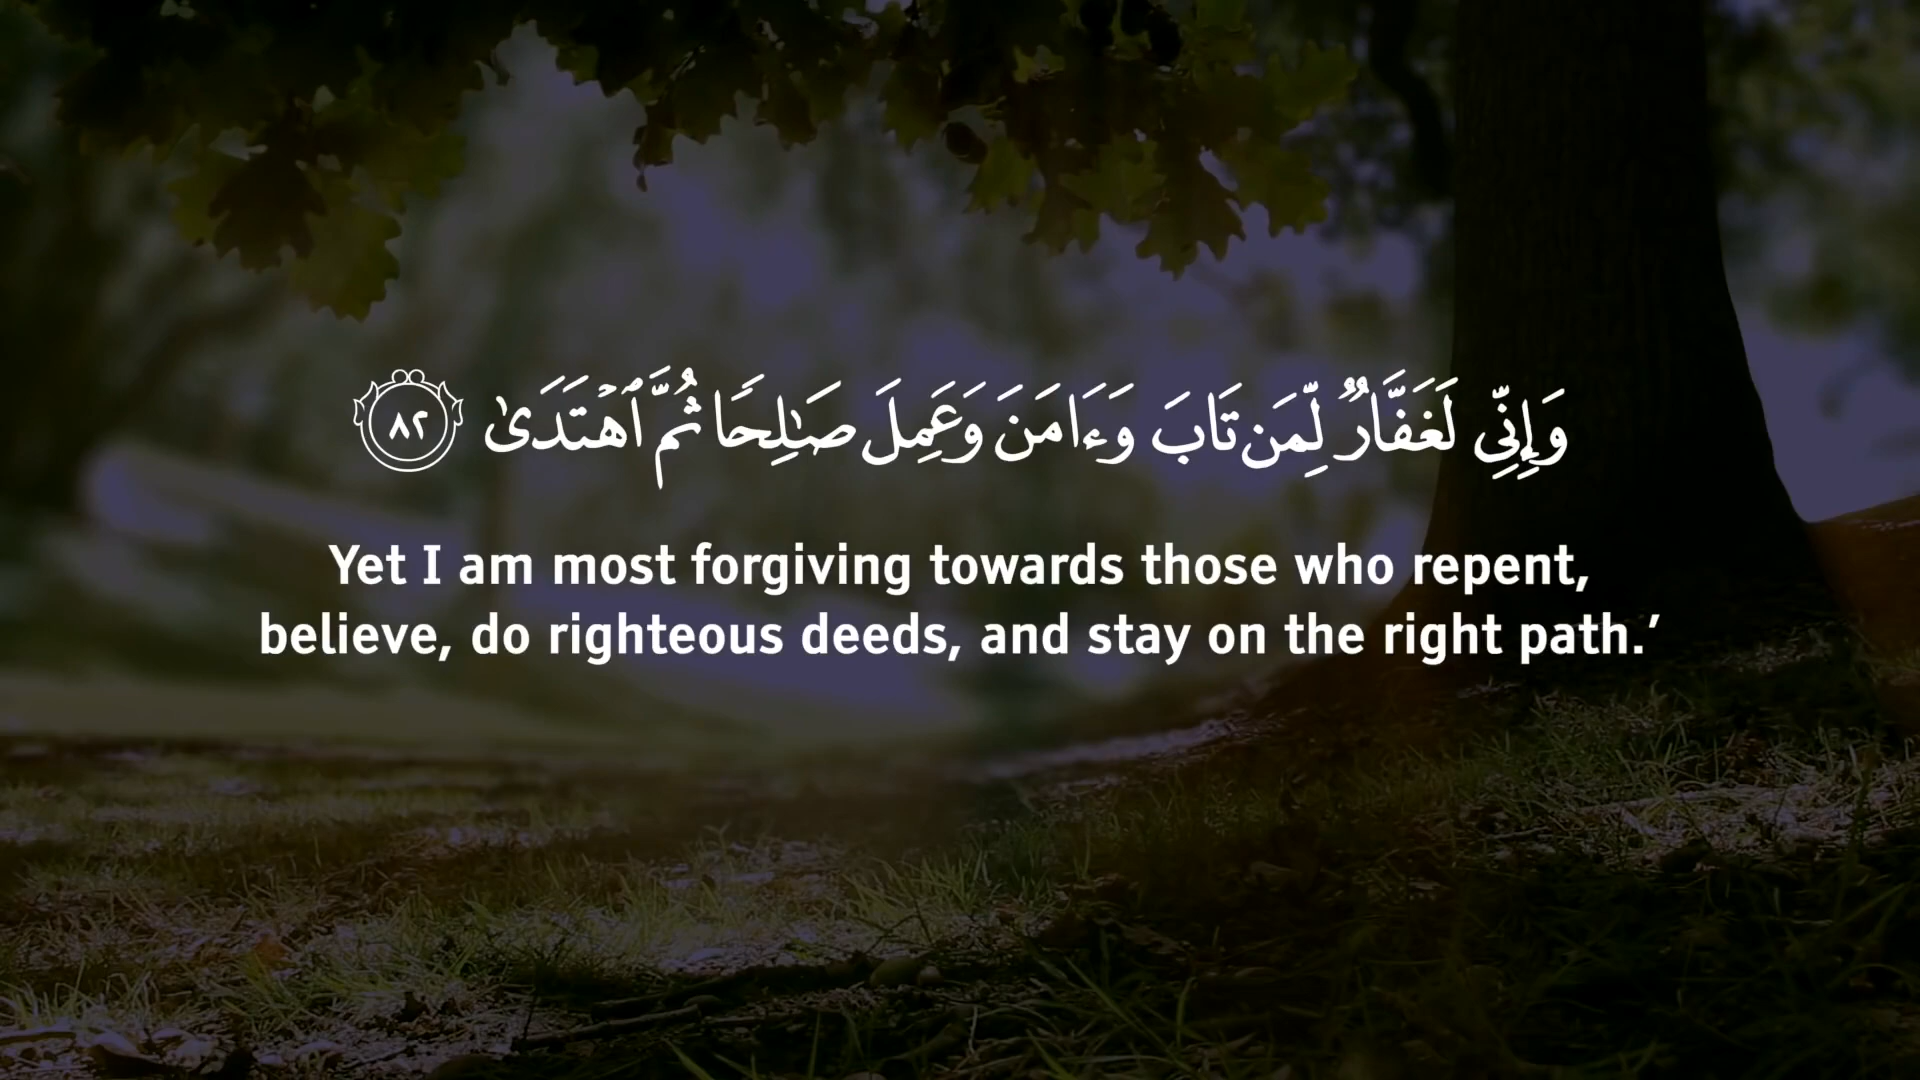 وَإِنِّي لَغَفَّارٌ لِّمَن تَابَ وَءَامَنَ وَعَمِلَ صَٰلِحًا ثُمَّ ٱهْتَدَىٰ ٨٢
Yet I am most forgiving towards those who repent,
believe, do righteous deeds, and stay on the right path.’